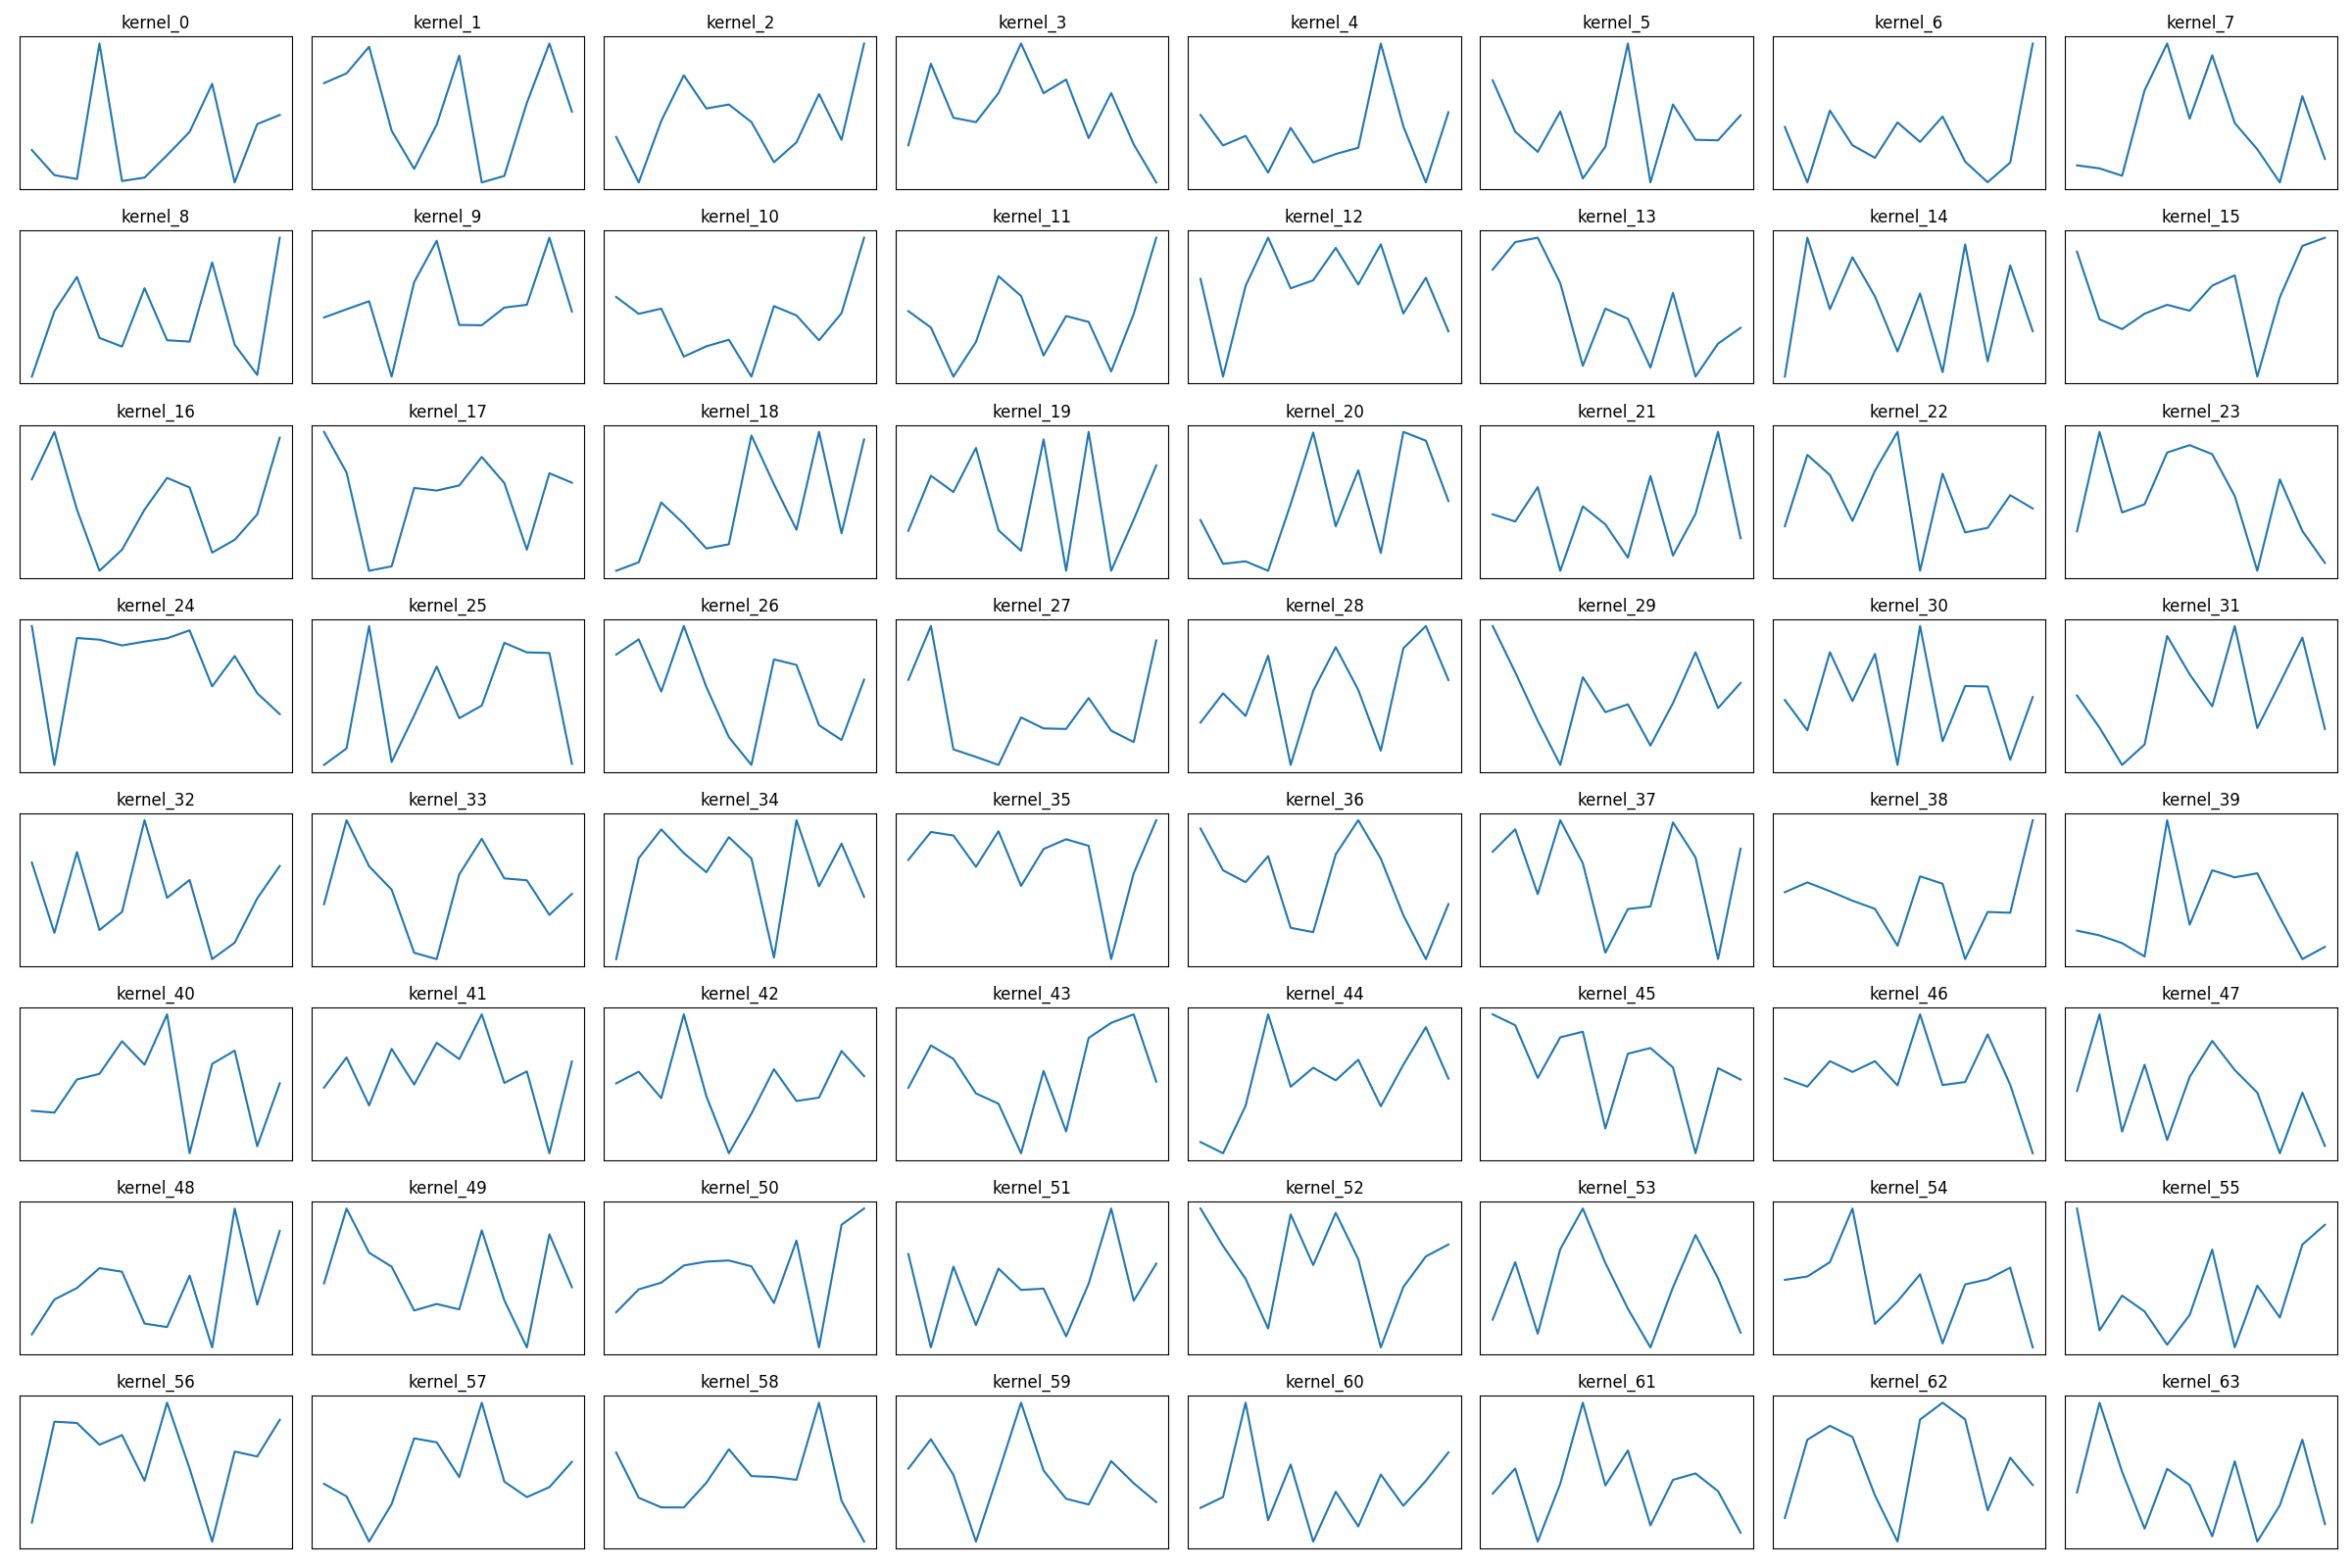 kernel_0 kernel_1 kernel_2 kernel_3 kernel_4 kernel_5 kernel_6 kernel_7
kernel_8 kernel_9 kernel_10 kernel_11 kernel_12 kernel_13 kernel_14 kernel_15
kernel_16 kernel_17 kernel_18 kernel_19 kernel_20 kernel_21 kernel_22 kernel_23
kernel_24 kernel_25 kernel_26 kernel_27 kernel_28 kernel_29 kernel_30 kernel_31
kernel_32 kernel_33 kernel_34 kernel_35 kernel_36 kernel_37 kernel_38 kernel_39
kernel_40 kernel_41 kernel_42 kernel_43 kernel_44 kernel_45 kernel_46 kernel_47
kernel_48 kernel_49 kernel_50 kernel_51 kernel_52 kernel_53 kernel_54 kernel_55
kernel_56 kernel_57 kernel_58 kernel_59 kernel_60 kernel_61 kernel_62 kernel_63